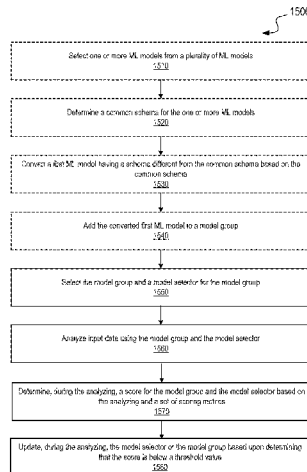 1500
Select one or more ML models from a plurality of ML models
1510
Determine a common schema for the one or more ML models
1520
Convert a first ML model having a schema different from the common schema based on the
common schema
1530
Add the converted first ML model to a model group
1540
Select the model group and a model selector for the model group
1550
Analyze input data using the model group and the model selector
1560
Determine, during the analyzing, a score for the model group and the model selector based on
the analyzing and a set of scoring metrics
1570
Update, during the analyzing, the model selector or the model group based upon determining
that the score is below a threshold value
1580